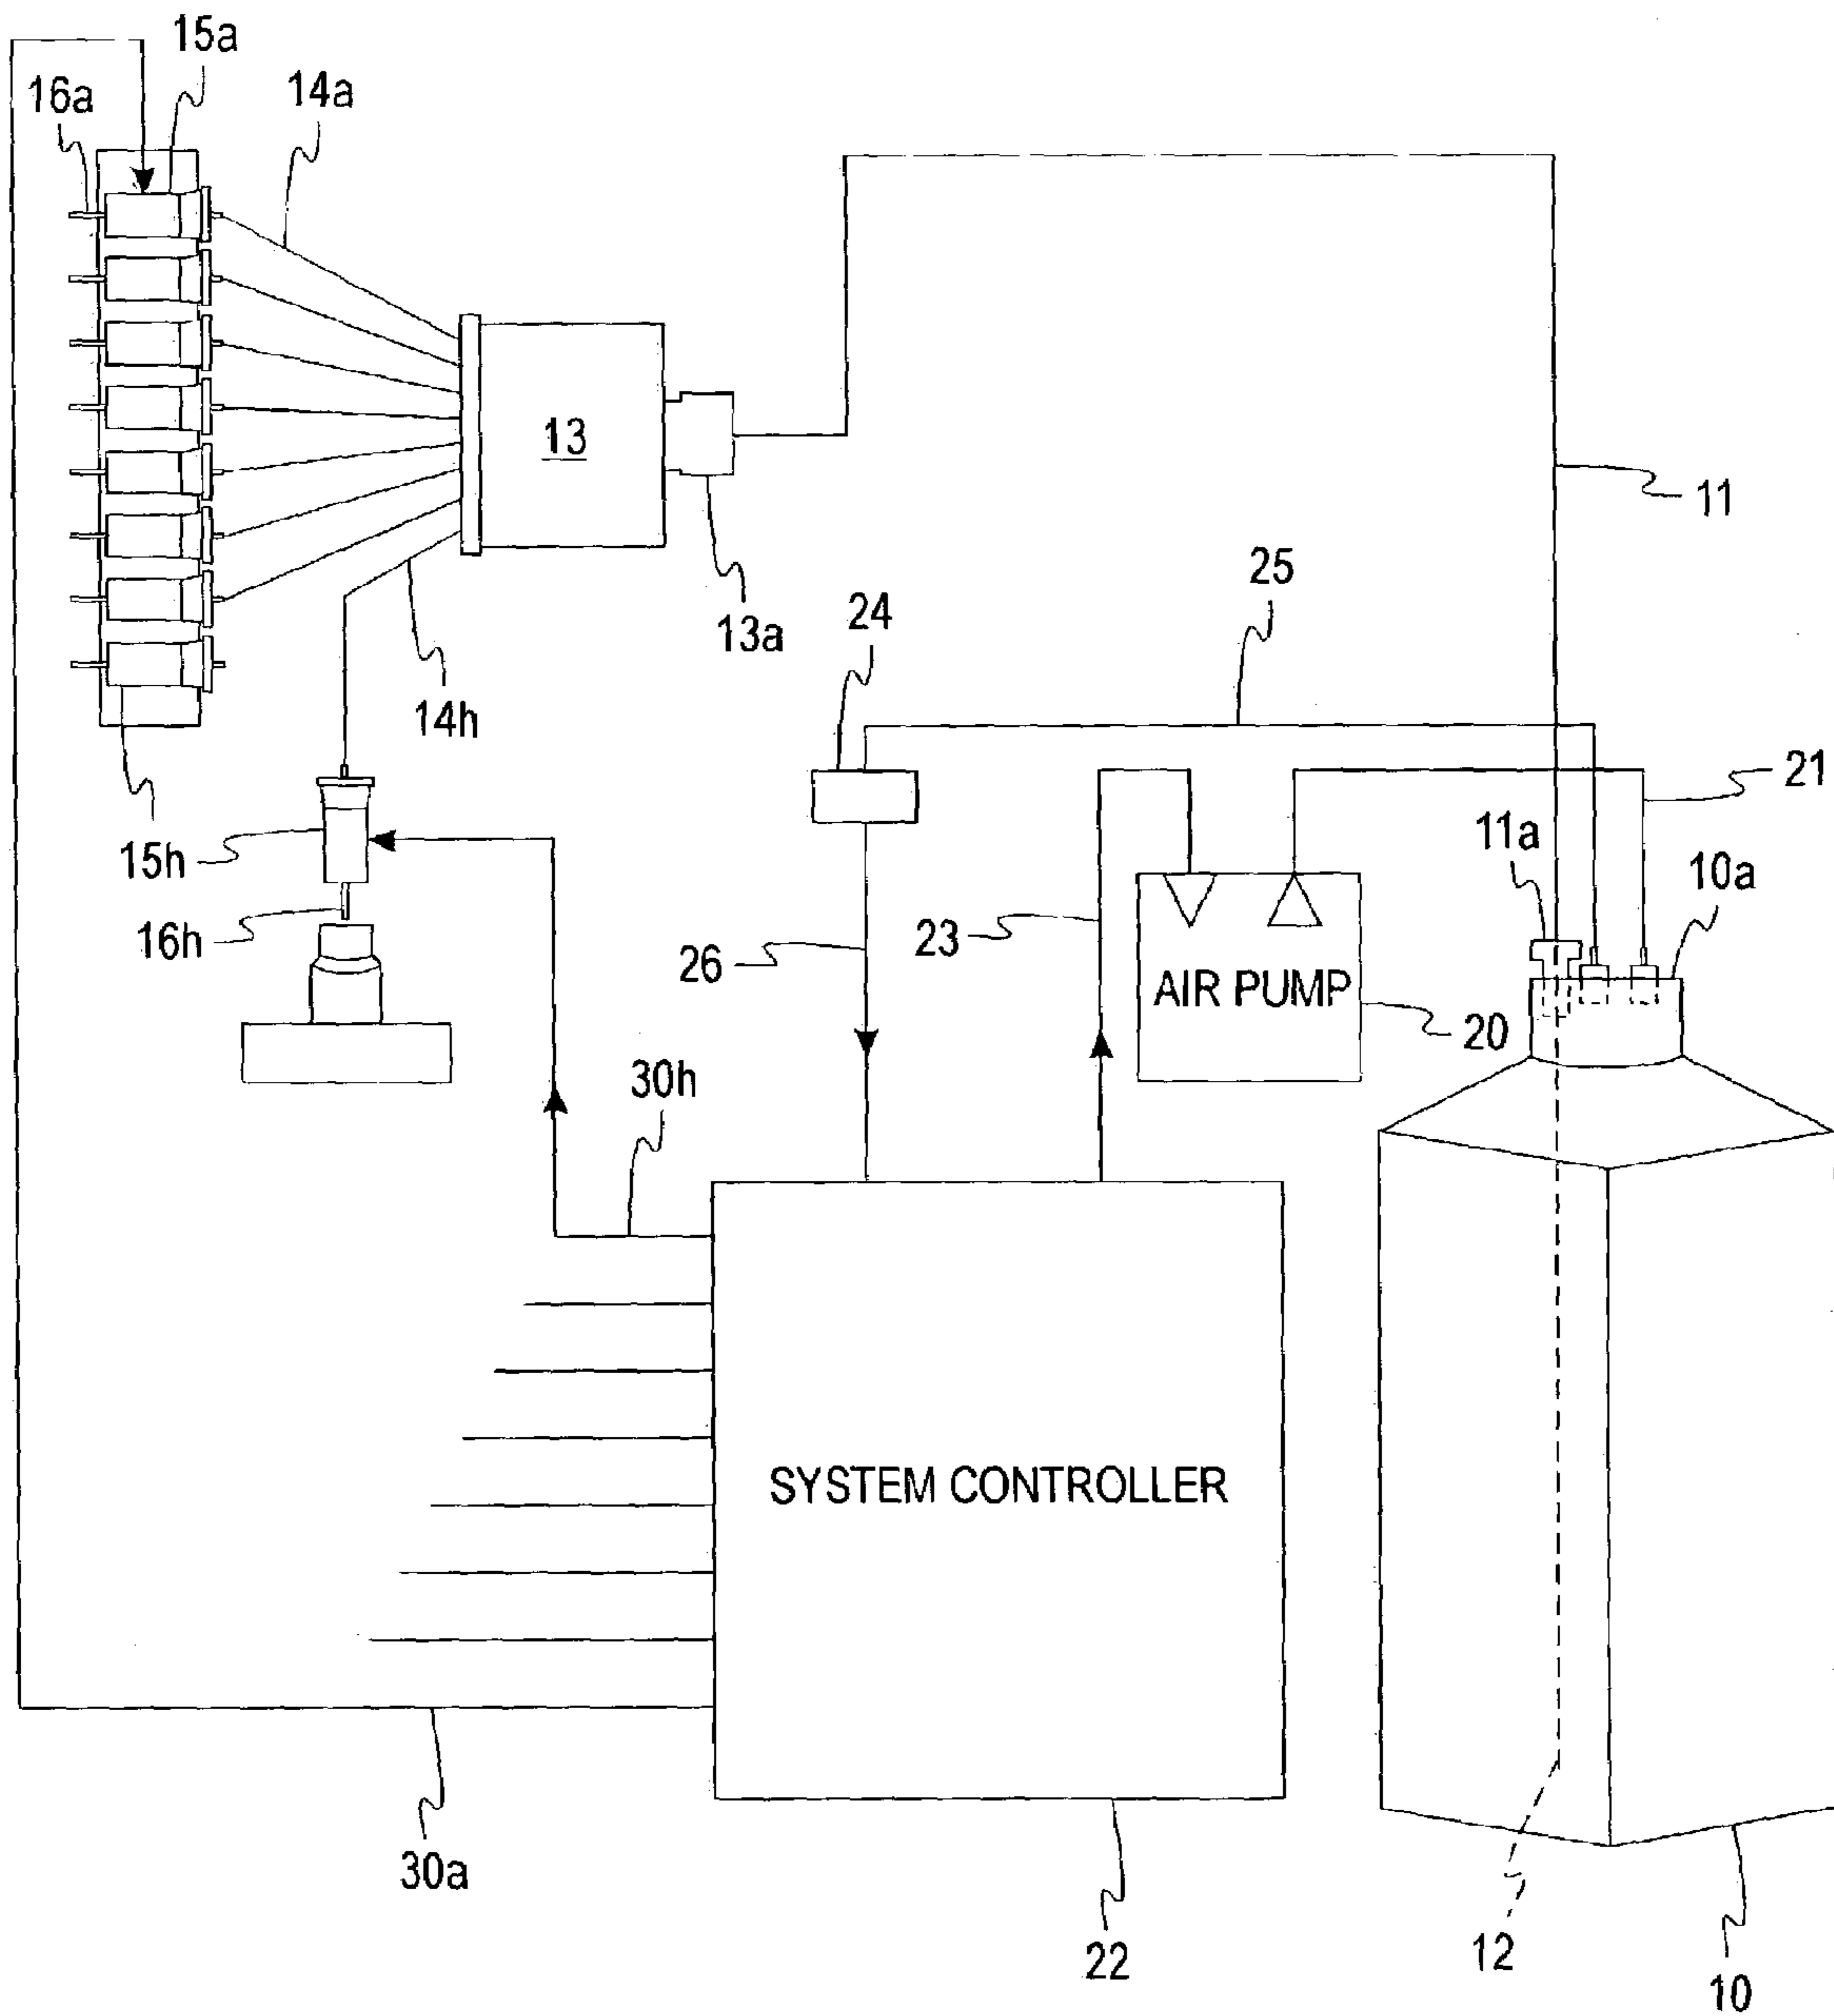 15a
16a
14a
13
11
13a
25
24
14h
21
11a
10a
15h
23
16h
26
AIR PUMP
20
30h
SYSTEM CONTROLLER
30a
22
12
10